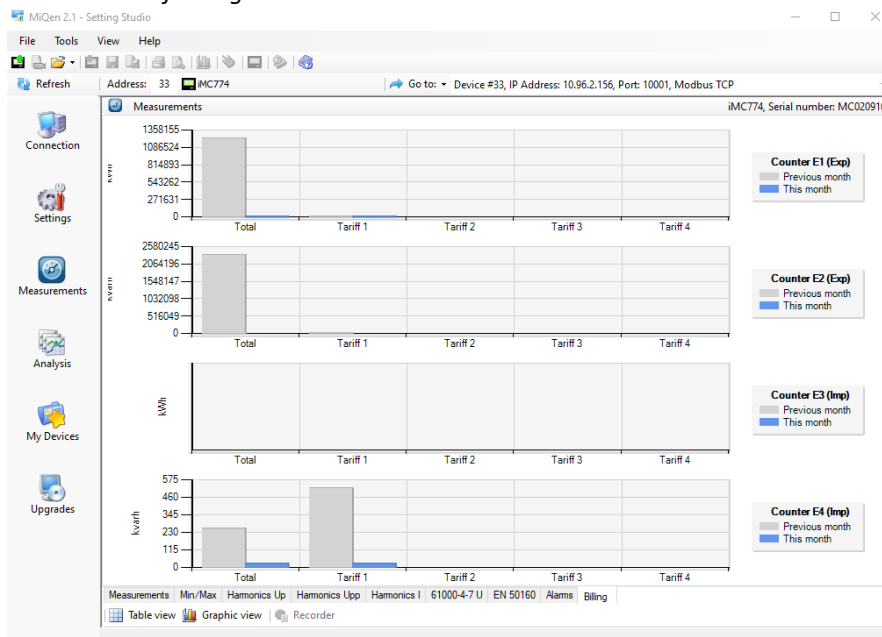 MiQen 2.1 - Setting Studio
File Tools View Help
Refresh Address: 33 iMC774 Go to: Device #33, IP Address: 10.96.2.156, Port: 10001, Modbus TCP
Measurements iMC774, Serial number: MC02091
Connection
Settings
Measurements
Analysis
My Devices
Upgrades
1358155
1086524
814893
543262
271631
0
kWh
Total Tariff 1 Tariff 2 Tariff 3 Tariff 4
Counter E1 (Exp)
Previous month
This month
2580245
2064196
1548147
1032098
516049
0
kvarh
Total Tariff 1 Tariff 2 Tariff 3 Tariff 4
Counter E2 (Exp)
Previous month
This month
kWh
Total Tariff 1 Tariff 2 Tariff 3 Tariff 4
Counter E3 (Imp)
Previous month
This month
575
460
345
230
115
0
kvarh
Total Tariff 1 Tariff 2 Tariff 3 Tariff 4
Counter E4 (Imp)
Previous month
This month
Measurements Min/Max Harmonics Up Harmonics Upp Harmonics I 61000-4-7 U EN 50160 Alarms Billing
Table view Graphic view Recorder